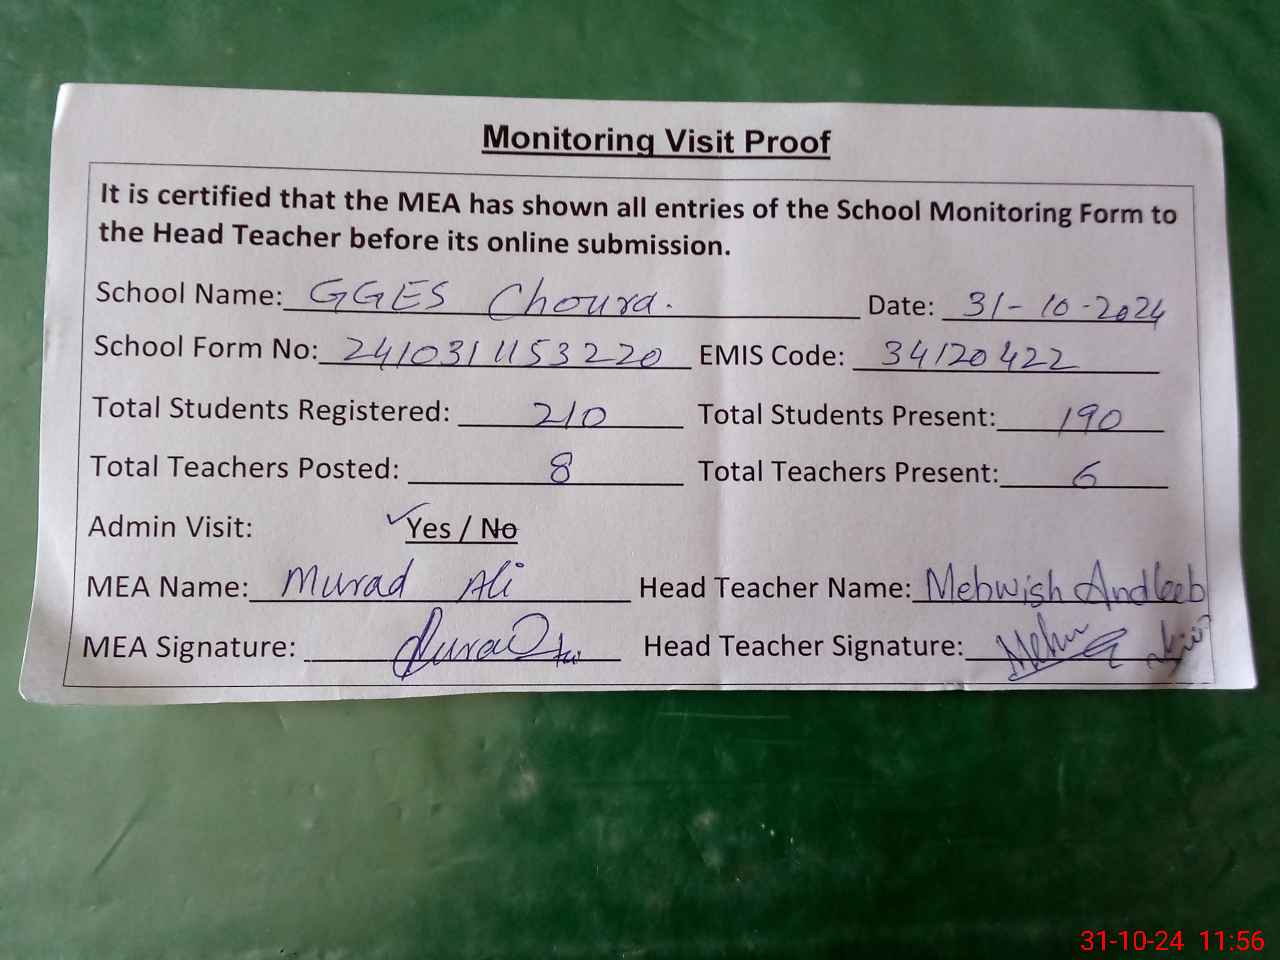 Monitoring Visit Proof
It is certified that the MEA has shown all entries of the School Monitoring Form to
the Head Teacher before its online submission.
School Name: GGES Choura. Date: 31-10-2024
School Form No: 2410311153220 EMIS Code: 34120422
Total Students Registered: 210 Total Students Present: 190
Total Teachers Posted: 8 Total Teachers Present: 6
Admin Visit: ✓Yes / No
MEA Name: Murad Ali Head Teacher Name: Mehwish Andleeb
MEA Signature: Head Teacher Signature:
31-10-24 11:56